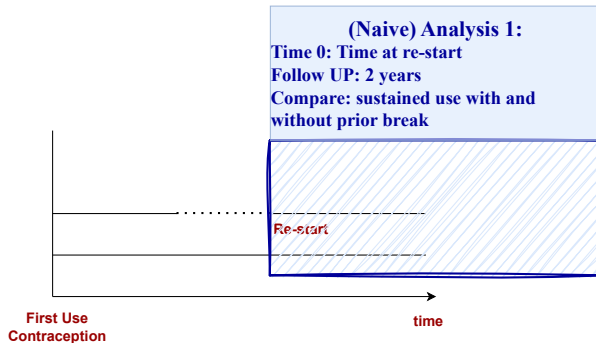 (Naive) Analysis 1:
Time 0: Time at re-start
Follow UP: 2 years
Compare: sustained use with and
without prior break
Re-start
First Use
Contraception
time